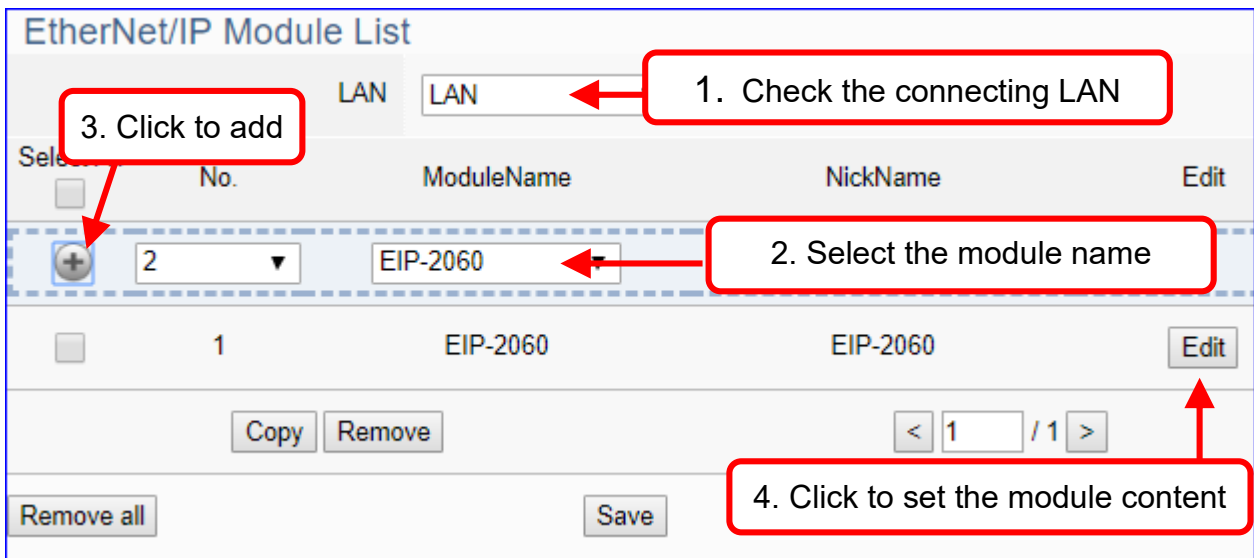 EtherNet/IP Module List
LAN LAN 1. Check the connecting LAN
3. Click to add
No. ModuleName NickName Edit
2 EIP-2060 2. Select the module name
1 EIP-2060 EIP-2060 Edit
Copy Remove < 1 / 1 >
4. Click to set the module content
Remove all Save